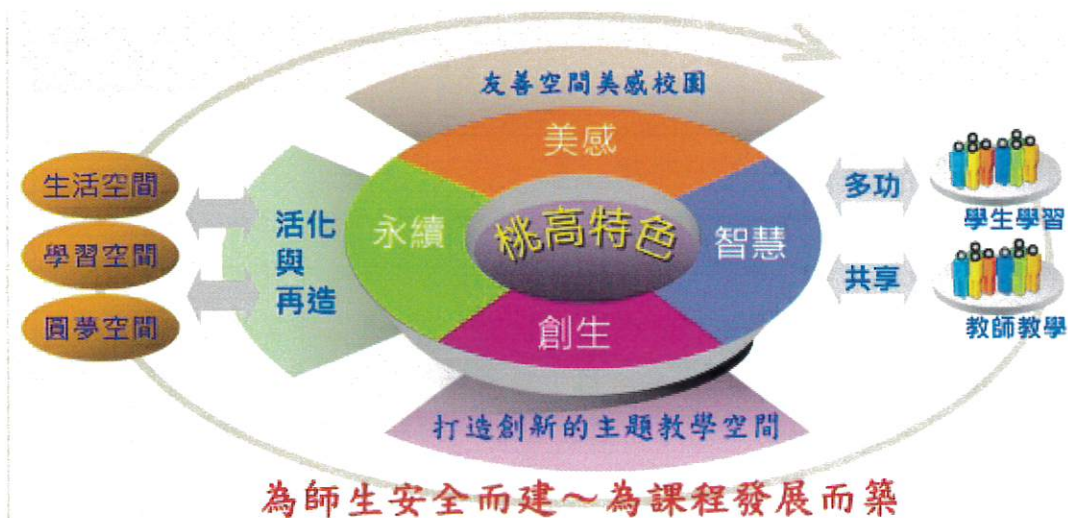 友善空間美感校園
美感
生活空間
學習空間
圓夢空間
活化
與
再造
永續
桃高特色
智慧
創生
多功
共享
學生學習
教師教學
打造創新的主題教學空間
為師生安全而建～為課程發展而築